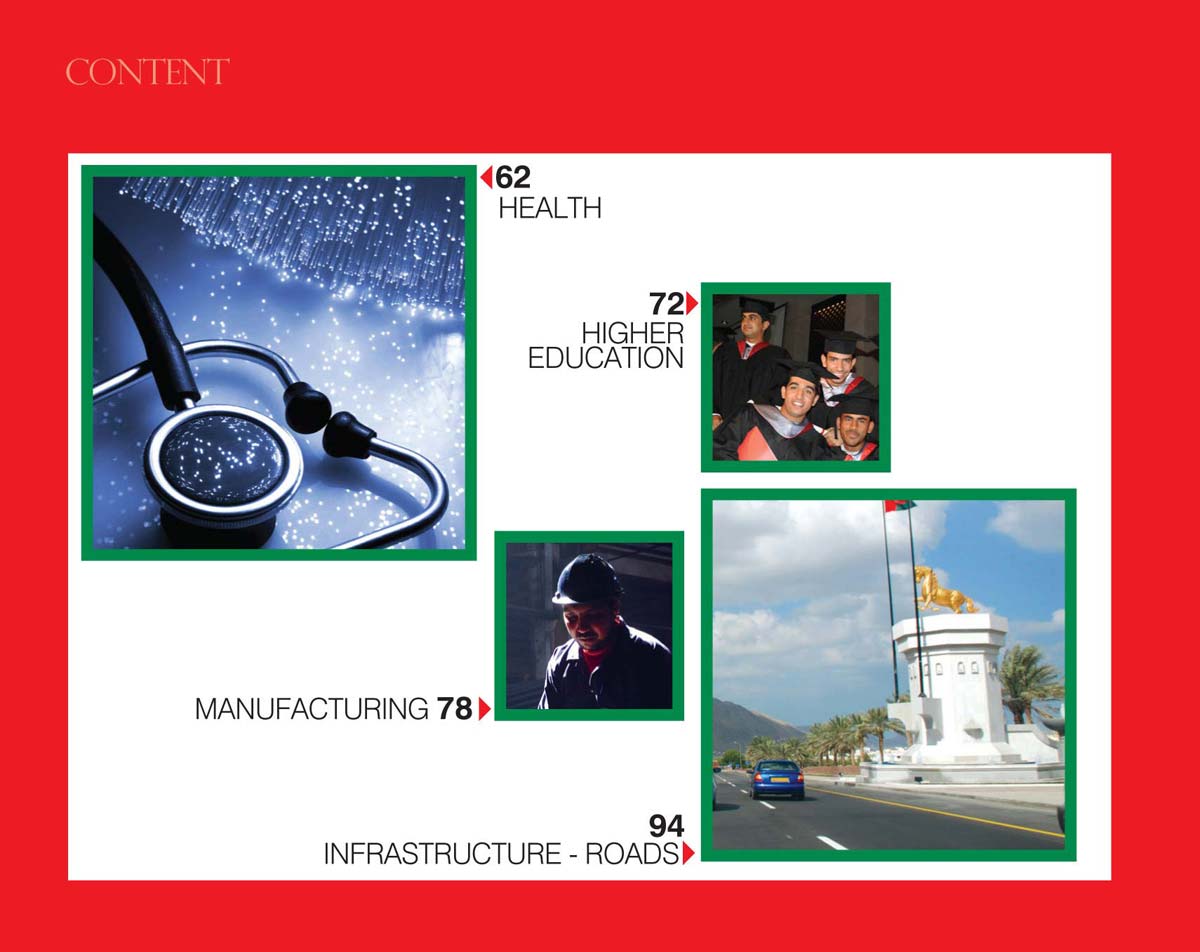 CONTENT
62
HEALTH
72
HIGHER
EDUCATION
MANUFACTURING 78
94
INFRASTRUCTURE - ROADS